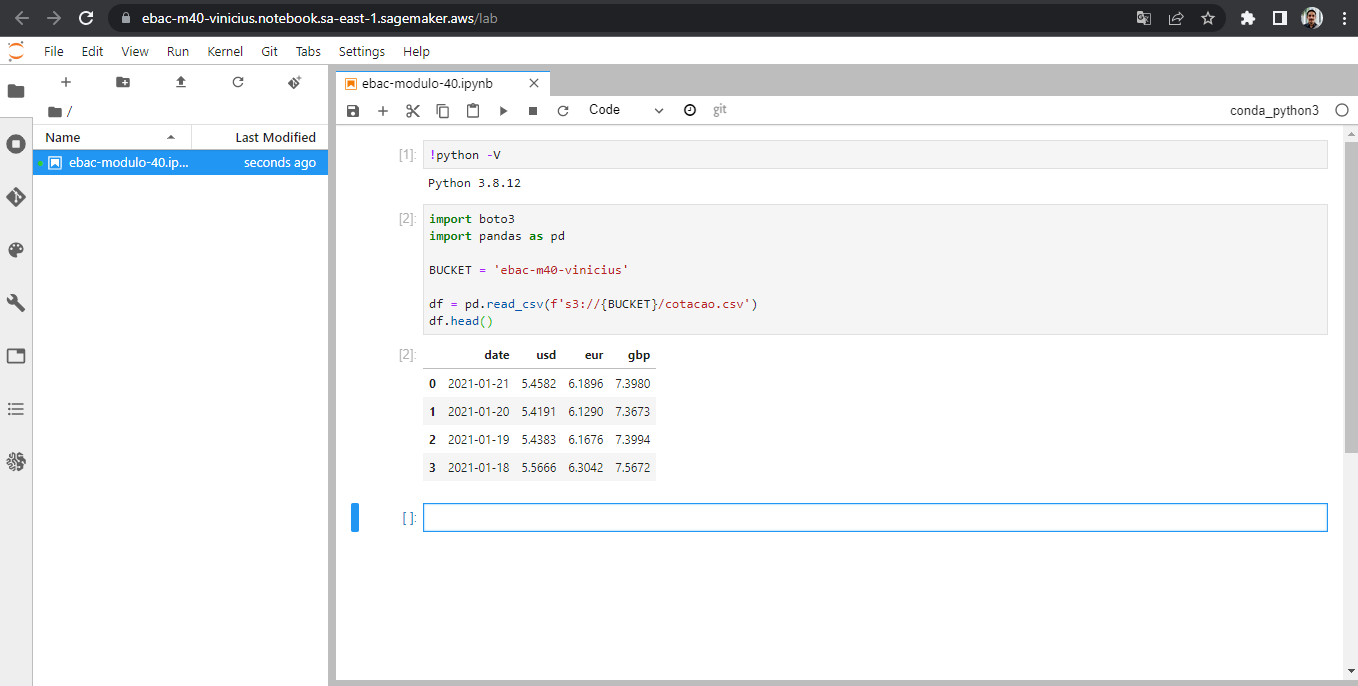 ebac-m40-vinicius.notebook.sa-east-1.sagemaker.aws/lab
File Edit View Run Kernel Git Tabs Settings Help
ebac-modulo-40.ipynb
Code
git
conda_python3
/
Name Last Modified
ebac-modulo-40.ip... seconds ago
[1]: !python -V
Python 3.8.12
[2]: import boto3
import pandas as pd
BUCKET = 'ebac-m40-vinicius'
df = pd.read_csv(f's3://{BUCKET}/cotacao.csv')
df.head()
[2]: date usd eur gbp
0 2021-01-21 5.4582 6.1896 7.3980
1 2021-01-20 5.4191 6.1290 7.3673
2 2021-01-19 5.4383 6.1676 7.3994
3 2021-01-18 5.5666 6.3042 7.5672
[ ]: